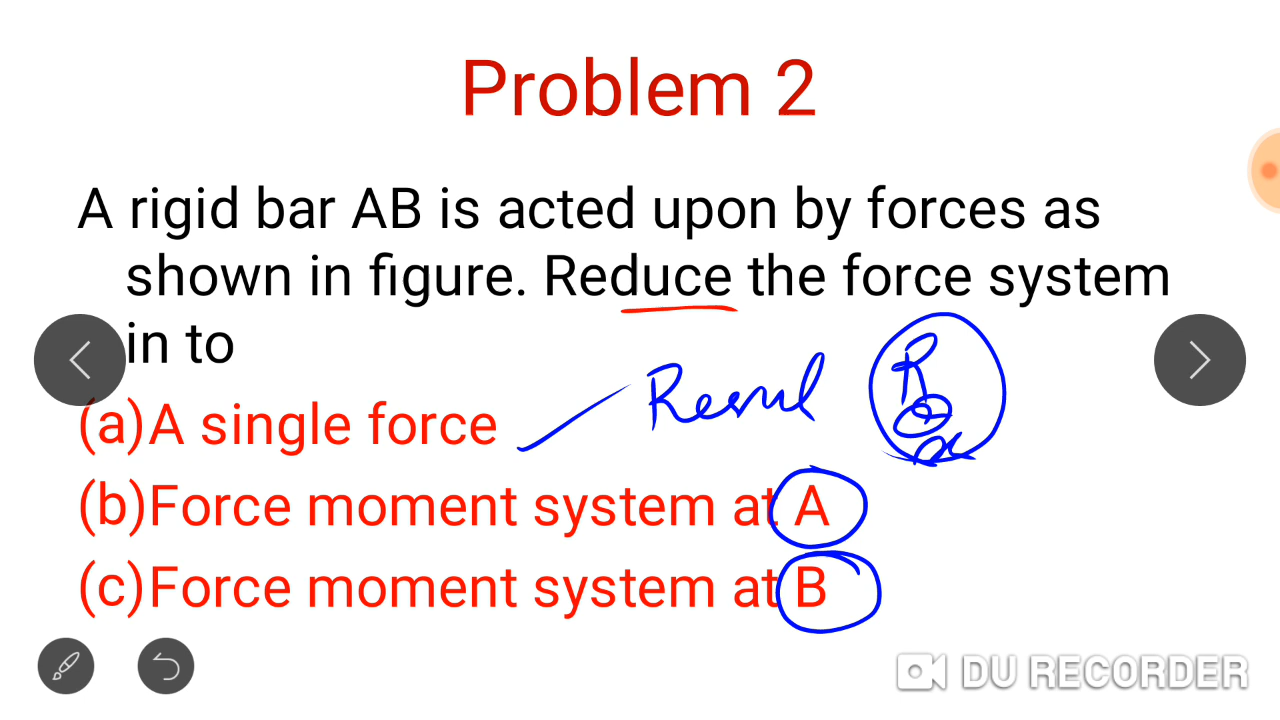 Problem 2
A rigid bar AB is acted upon by forces as
shown in figure. Reduce the force system
in to
(a)A single force
Resul
R
θ
x
(b)Force moment system at A
(c)Force moment system at B
DU RECORDER